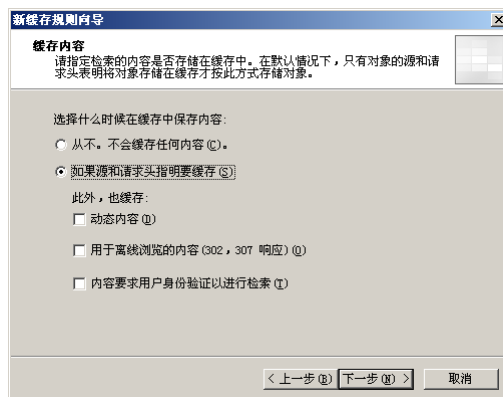 新缓存规则向导
缓存内容
请指定检索的内容是否存储在缓存中。在默认情况下，只有对象的源和请
求头表明将对象存储在缓存才按此方式存储对象。
选择什么时候在缓存中保存内容:
从不。不会缓存任何内容(C)。
如果源和请求头指明要缓存(S)
此外，也缓存:
动态内容(D)
用于离线浏览的内容(302，307 响应)(O)
内容要求用户身份验证以进行检索(T)
< 上一步(B) 下一步(N) > 取消